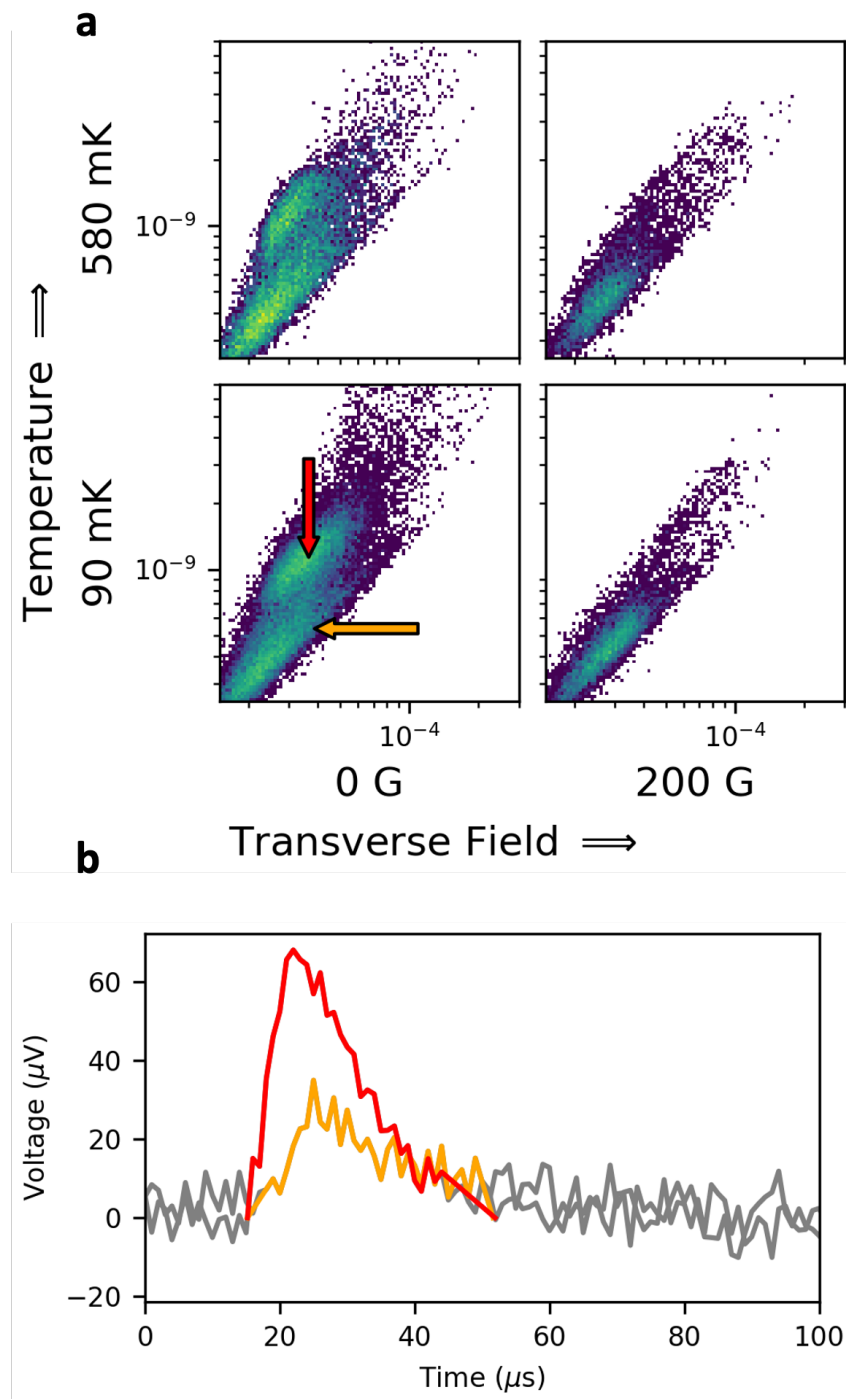 a
580 mK
10⁻⁹
Temperature ⟹
90 mK
10⁻⁹
10⁻⁴
10⁻⁴
0 G
200 G
Transverse Field ⟹
b
Voltage (μV)
60
40
20
0
−20
0
20
40
60
80
100
Time (μs)